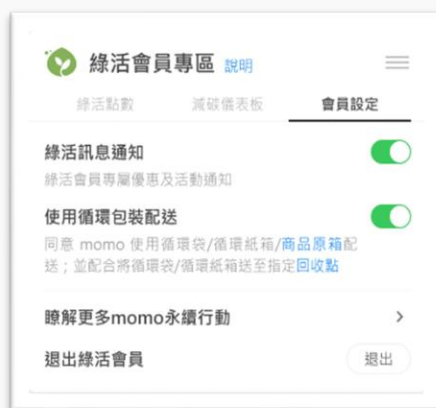 綠活會員專區 說明
綠活點數 減碳儀表板 會員設定
綠活訊息通知
綠活會員專屬優惠及活動通知
使用循環包裝配送
同意 momo 使用循環袋/循環紙箱/商品原箱配
送；並配合將循環袋/循環紙箱送至指定回收點
瞭解更多momo永續行動
退出綠活會員 退出